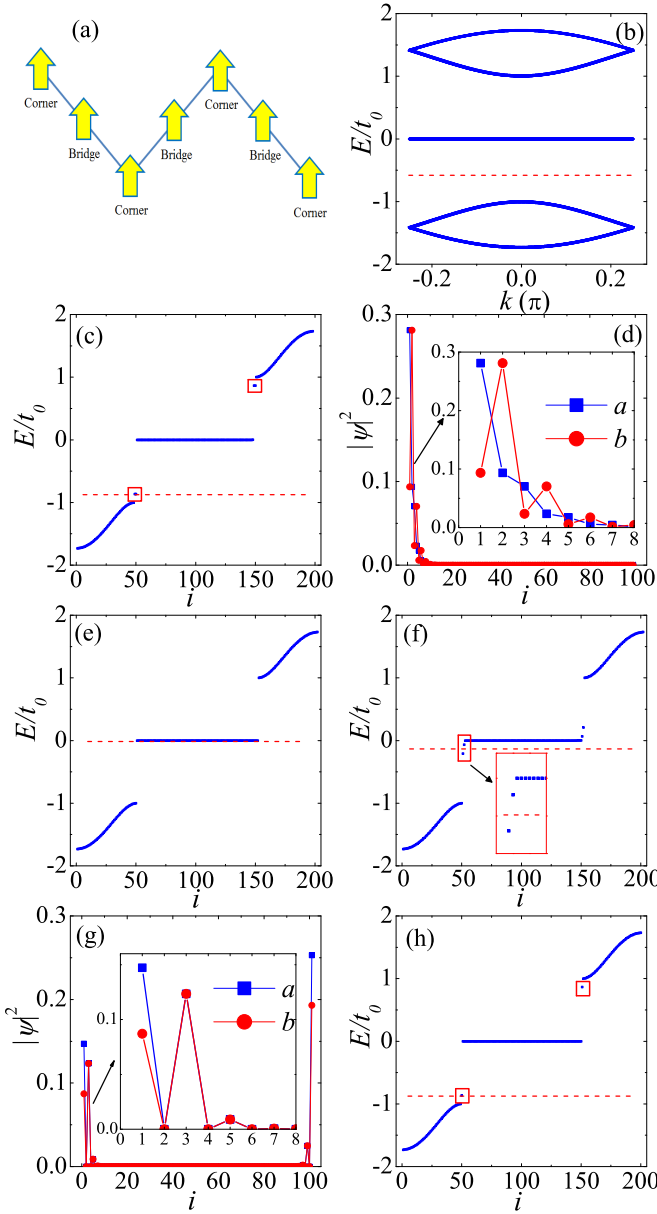 (a)
Corner
Bridge
Corner
Bridge
Corner
Bridge
Corner
(b)
E/t0
2
1
0
-1
-2
-0.2
0.0
0.2
k (π)
(c)
E/t0
2
1
0
-1
-2
0 50 100 150 200
i
(d)
|ψ|²
0.3
0.2
0.1
0.0
0 20 40 60 80 100
i
0.3
0.2
0.1
0.0
0 1 2 3 4 5 6 7 8
a
b
(e)
E/t0
2
1
0
-1
-2
0 50 100 150 200
i
(f)
E/t0
2
1
0
-1
-2
0 50 100 150 200
i
(g)
|ψ|²
0.3
0.2
0.1
0.0
0 20 40 60 80 100
i
0.1
0.0
0 1 2 3 4 5 6 7 8
a
b
(h)
E/t0
2
1
0
-1
-2
0 50 100 150 200
i